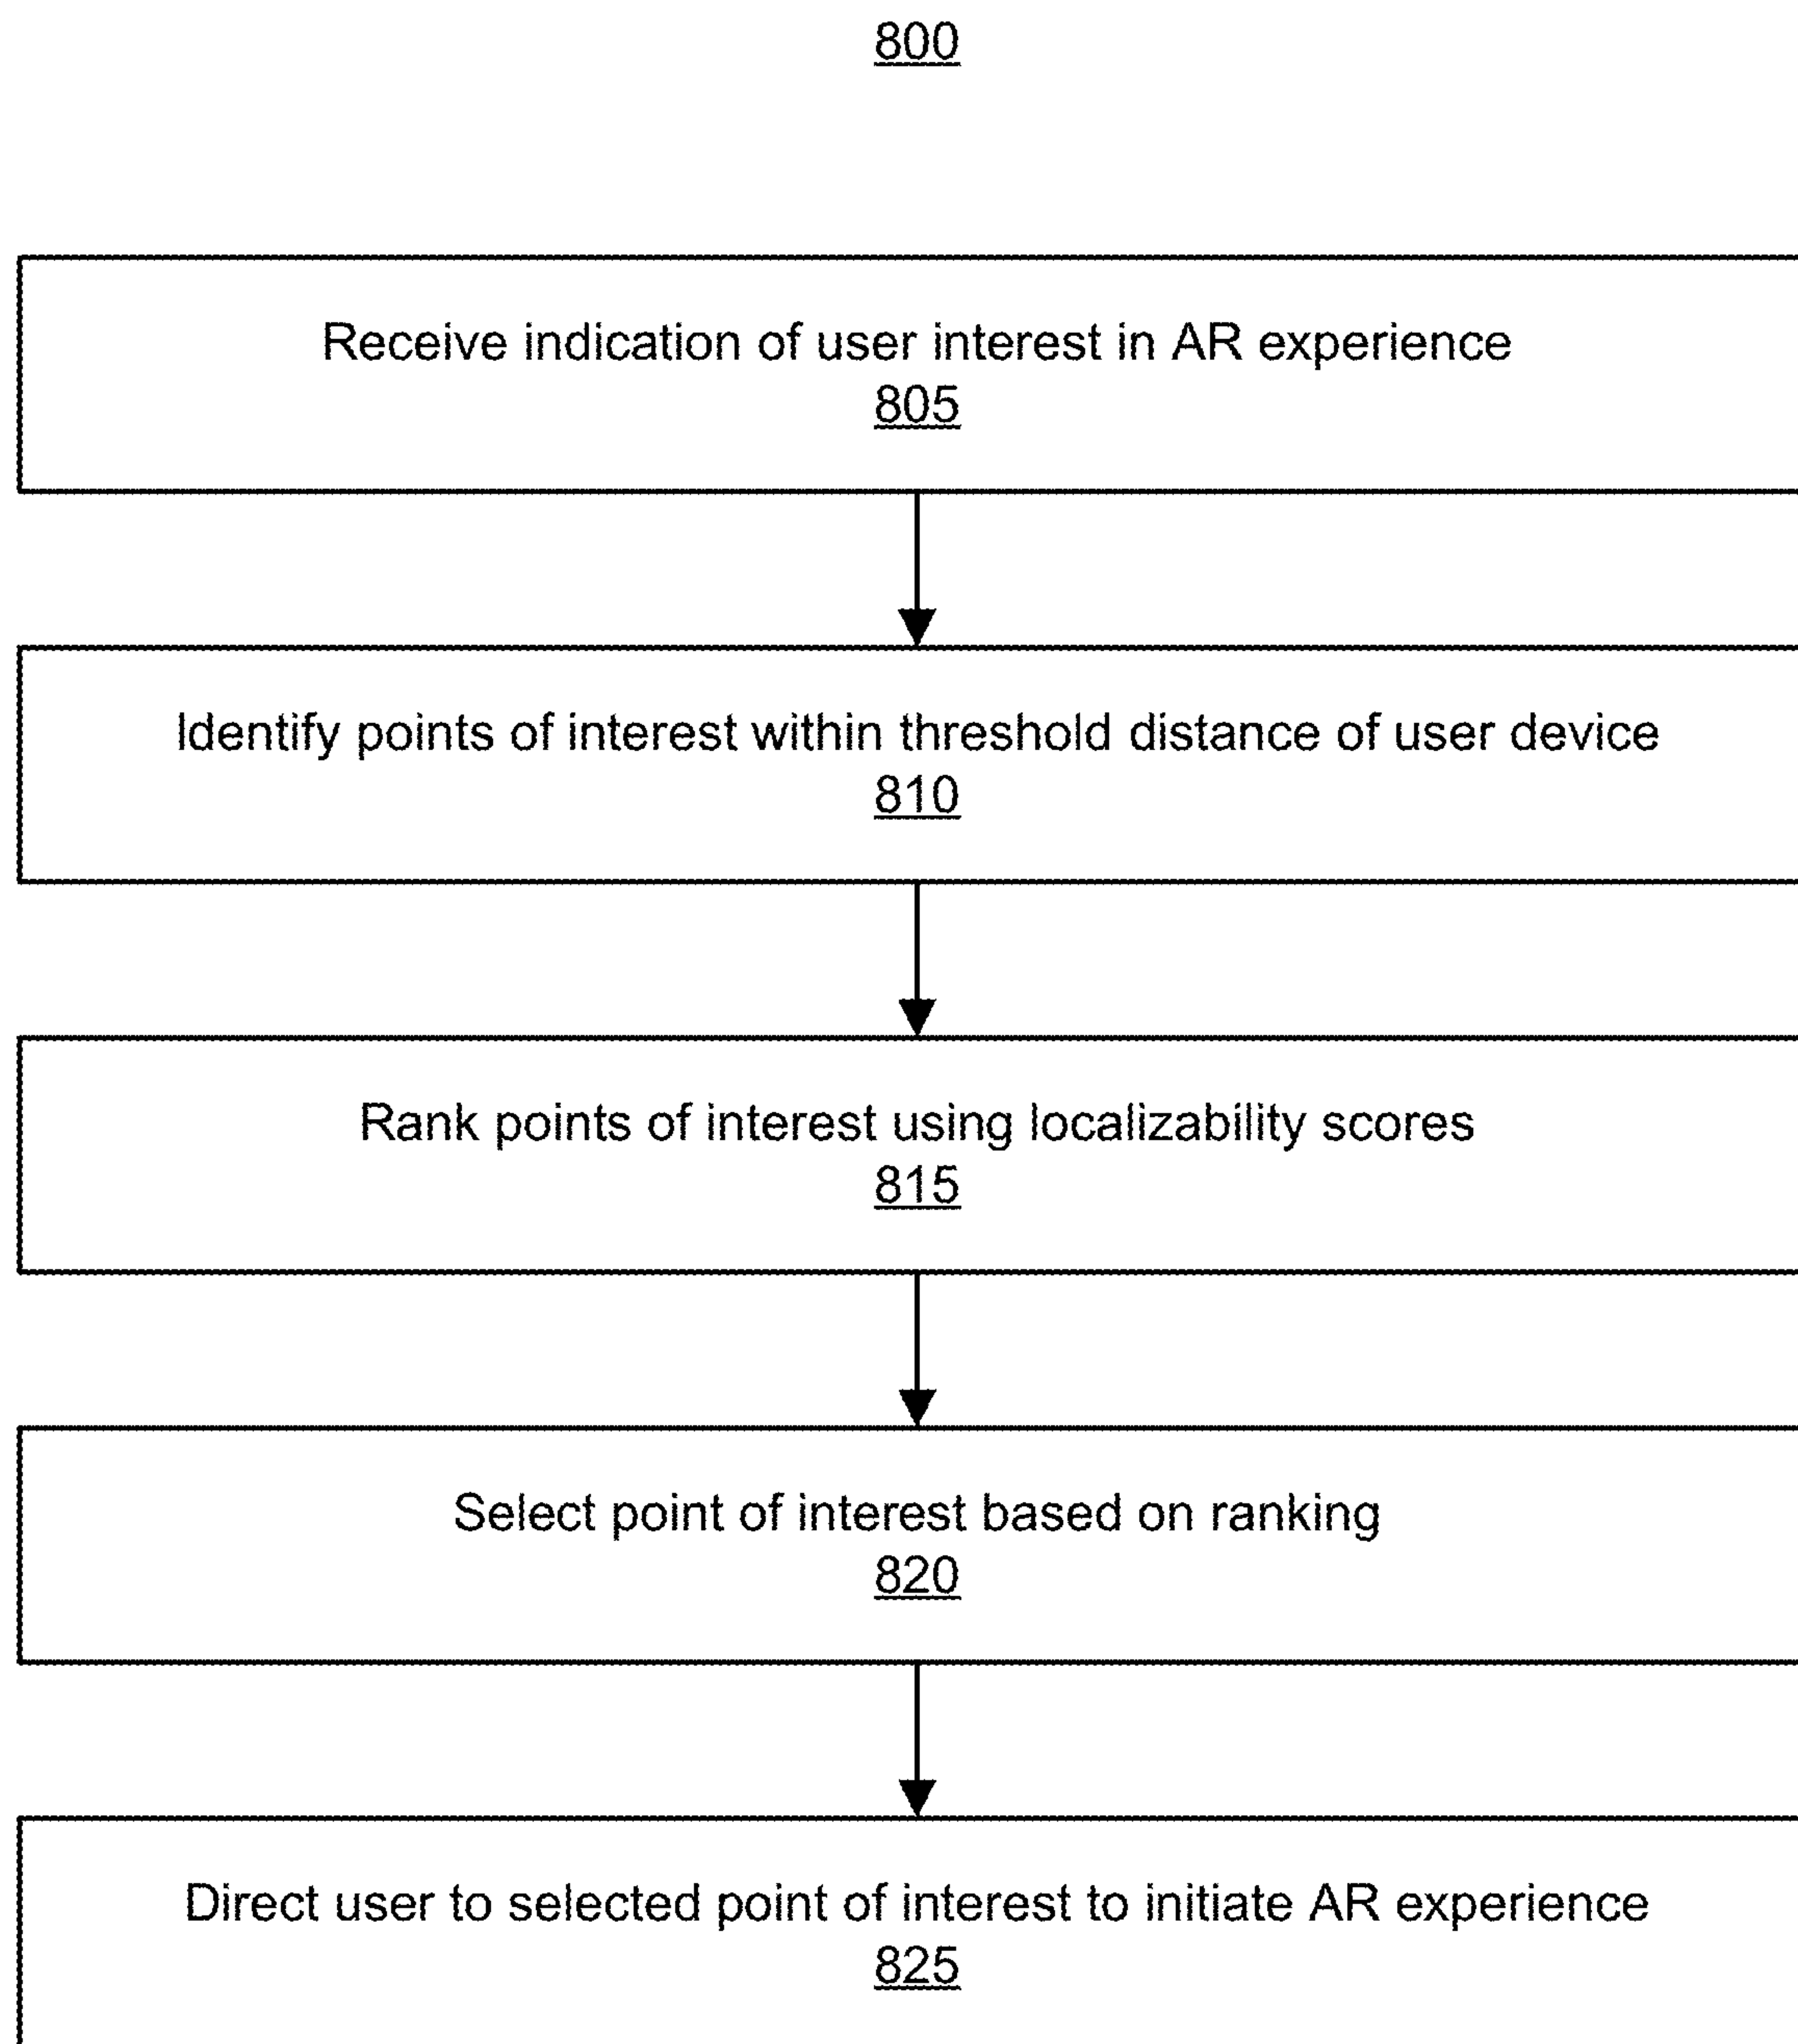 800
Receive indication of user interest in AR experience
805
Identify points of interest within threshold distance of user device
810
Rank points of interest using localizability scores
815
Select point of interest based on ranking
820
Direct user to selected point of interest to initiate AR experience
825